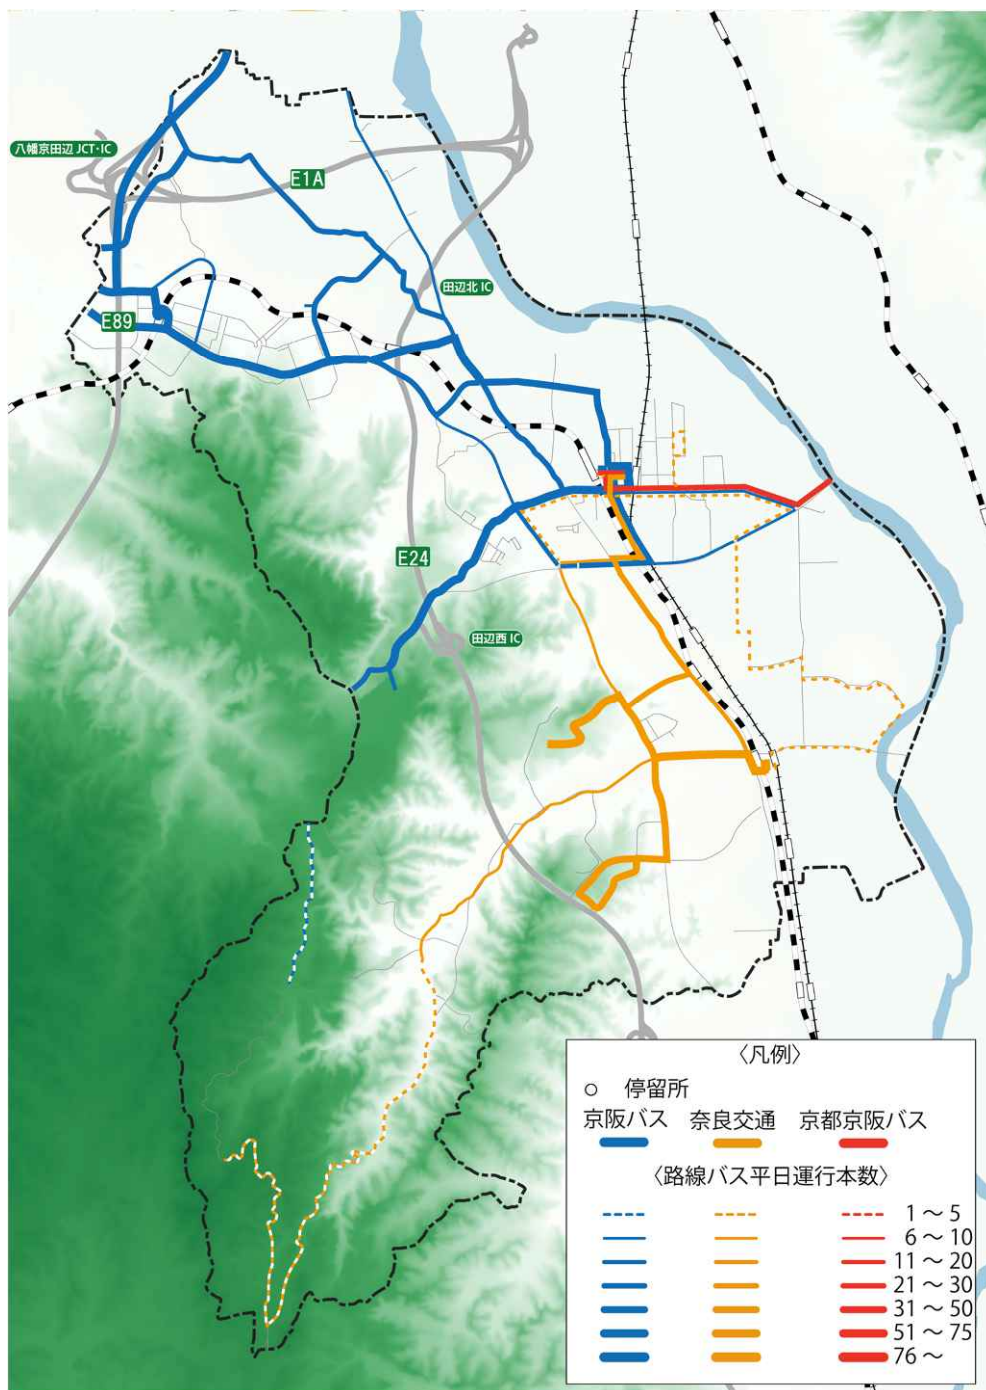 八幡京田辺 JCT・IC
E1A
田辺北 IC
E89
E24
田辺西 IC
〈凡例〉
○ 停留所
京阪バス 奈良交通 京都京阪バス
〈路線バス平日運行本数〉
1～5
6～10
11～20
21～30
31～50
51～75
76～